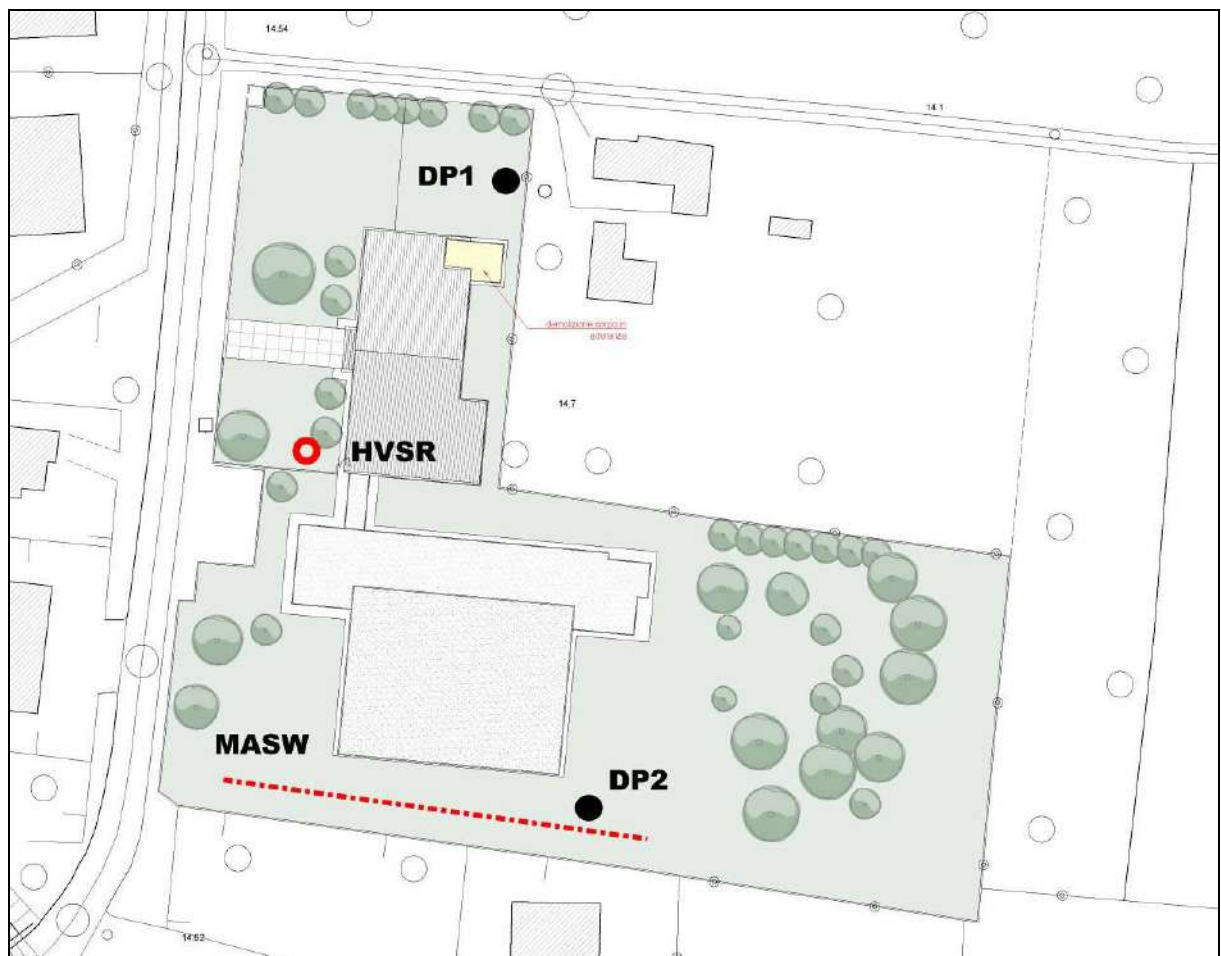 14.54
14.1
DP1
demolizione corpo in
aderenza
14.7
HVSR
MASW
DP2
14.52